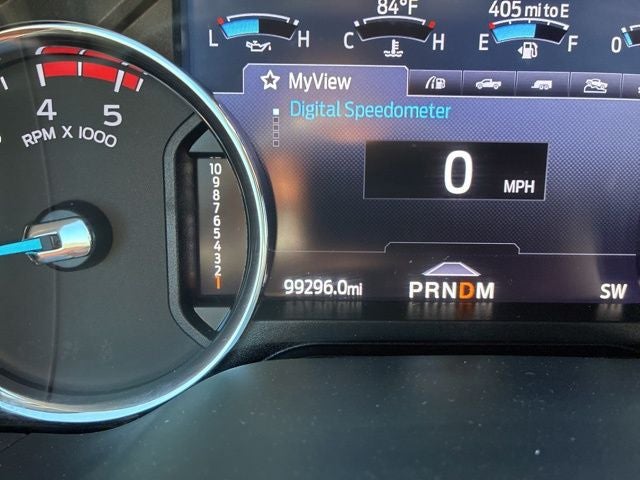 84°F
405 mi to E
L H
C H
E F
0
MyView
Digital Speedometer
4 5
RPM X 1000
0 MPH
10
9
8
7
6
5
4
3
2
1
99296.0mi
PRNDM
SW